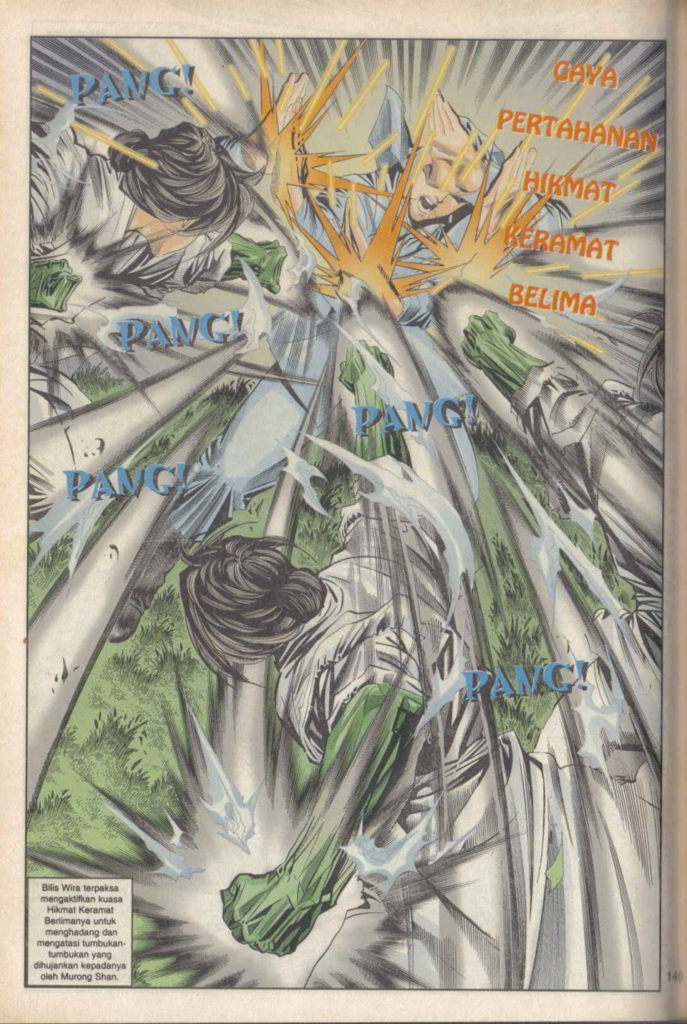 PANG!
GAYA
PERTAHANAN
HIKMAT
KERAMAT
BELIMA
PANG!
PANG!
PANG!
PANG!
Bilis Wira terpaksa
mengaktifkan kuasa
Hikmat Keramat
Berlimanya untuk
menghadang dan
mengatasi tumbukan-
tumbukan yang
dihujankan kepadanya
oleh Murong Shan.
140